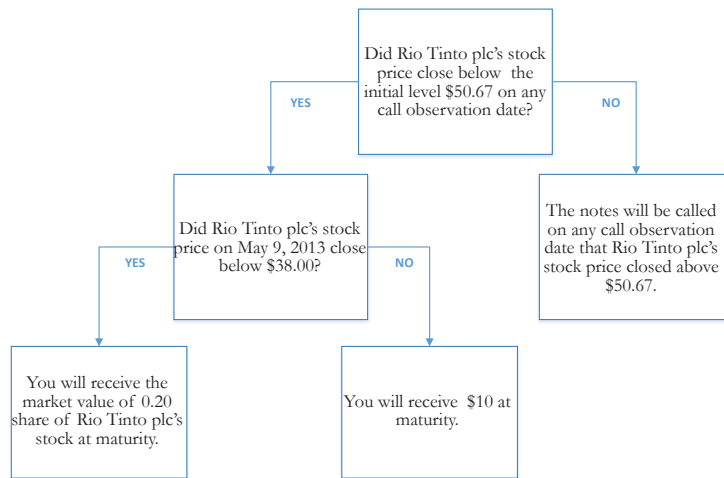 Did Rio Tinto plc's stock
price close below the
initial level $50.67 on any
call observation date?
YES
NO
Did Rio Tinto plc's stock
price on May 9, 2013 close
below $38.00?
The notes will be called
on any call observation
date that Rio Tinto plc's
stock price closed above
$50.67.
YES
NO
You will receive the
market value of 0.20
share of Rio Tinto plc's
stock at maturity.
You will receive $10 at
maturity.